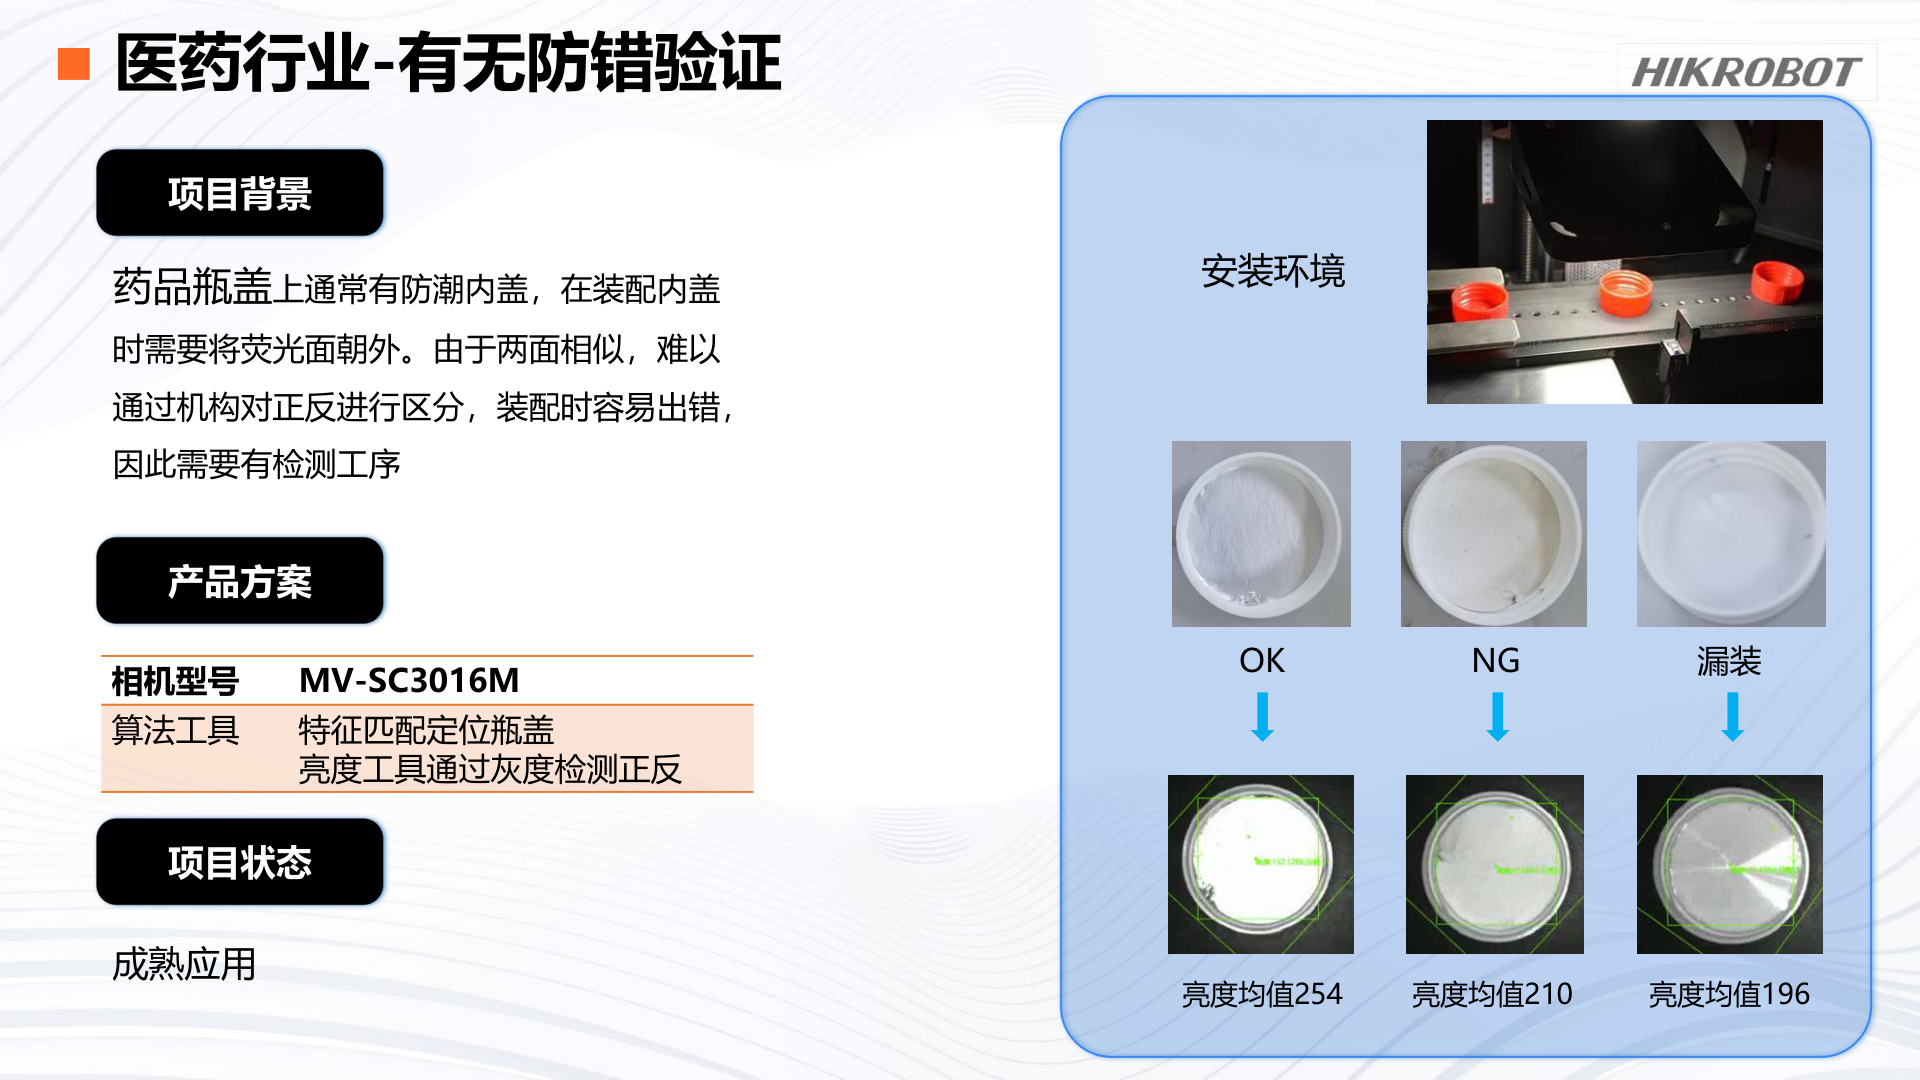 医药行业-有无防错验证
HIKROBOT
项目背景
药品瓶盖上通常有防潮内盖，在装配内盖
时需要将荧光面朝外。由于两面相似，难以
通过机构对正反进行区分，装配时容易出错，
因此需要有检测工序
产品方案
相机型号 MV-SC3016M
算法工具 特征匹配定位瓶盖
亮度工具通过灰度检测正反
项目状态
成熟应用
安装环境
OK NG 漏装
亮度均值254 亮度均值210 亮度均值196